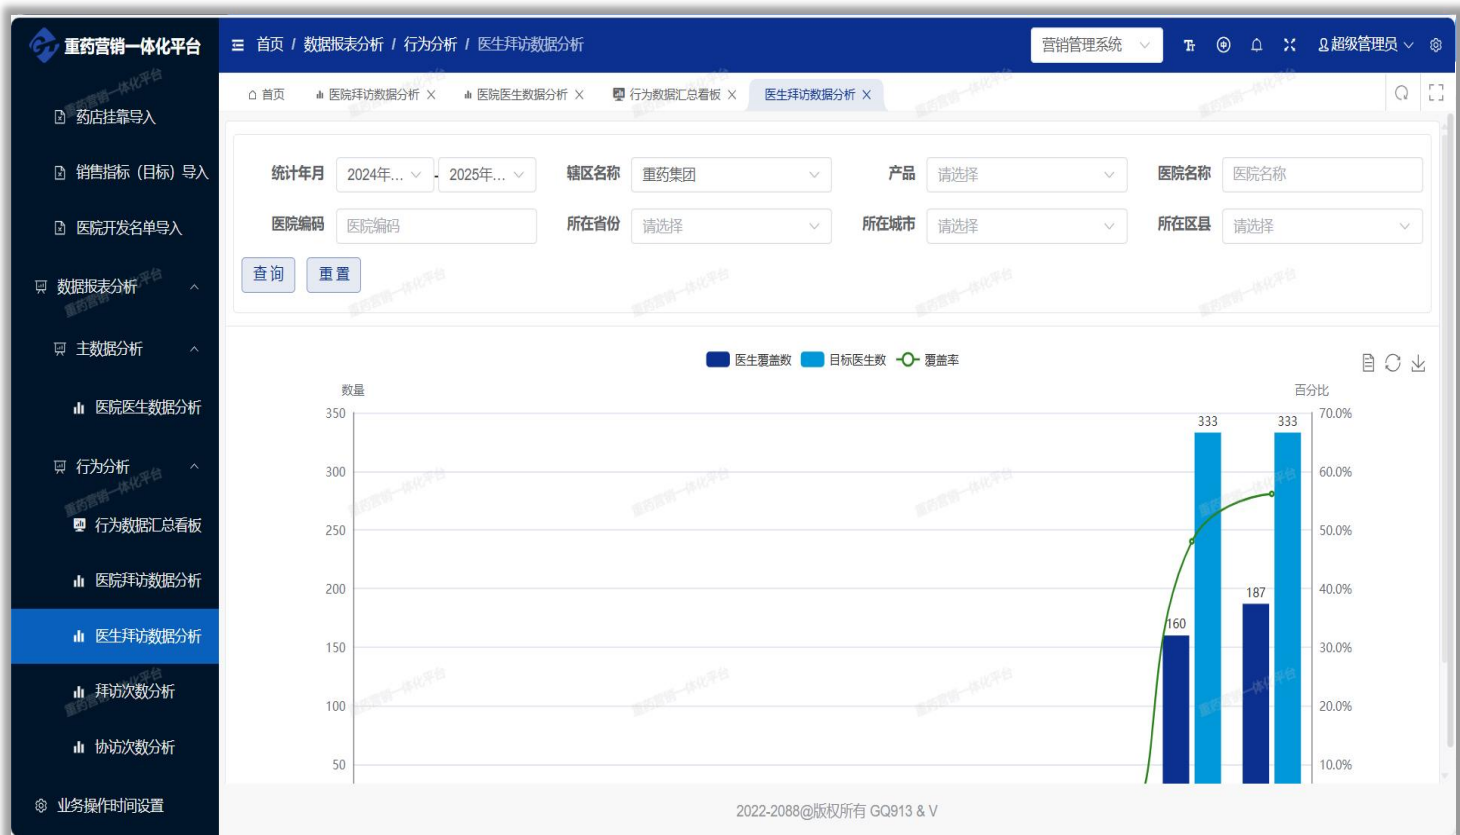 重药营销一体化平台
首页 / 数据报表分析 / 行为分析 / 医生拜访数据分析
营销管理系统
超级管理员
首页 医院拜访数据分析 × 医院医生数据分析 × 行为数据汇总看板 × 医生拜访数据分析 ×
药店挂靠导入
销售指标（目标）导入
医院开发名单导入
数据报表分析
主数据分析
医院医生数据分析
行为分析
行为数据汇总看板
医院拜访数据分析
医生拜访数据分析
拜访次数分析
协访次数分析
业务操作时间设置
统计年月 2024年... - 2025年... 辖区名称 重药集团 产品 请选择 医院名称 医院名称
医院编码 医院编码 所在省份 请选择 所在城市 请选择 所在区县 请选择
查询 重置
医生覆盖数 目标医生数 覆盖率
数量 百分比
350 70.0%
333 333
300 60.0%
250 50.0%
200 40.0%
187
160
150 30.0%
100 20.0%
50 10.0%
重药营销一体化平台
2022-2088@版权所有 GQ913 & V